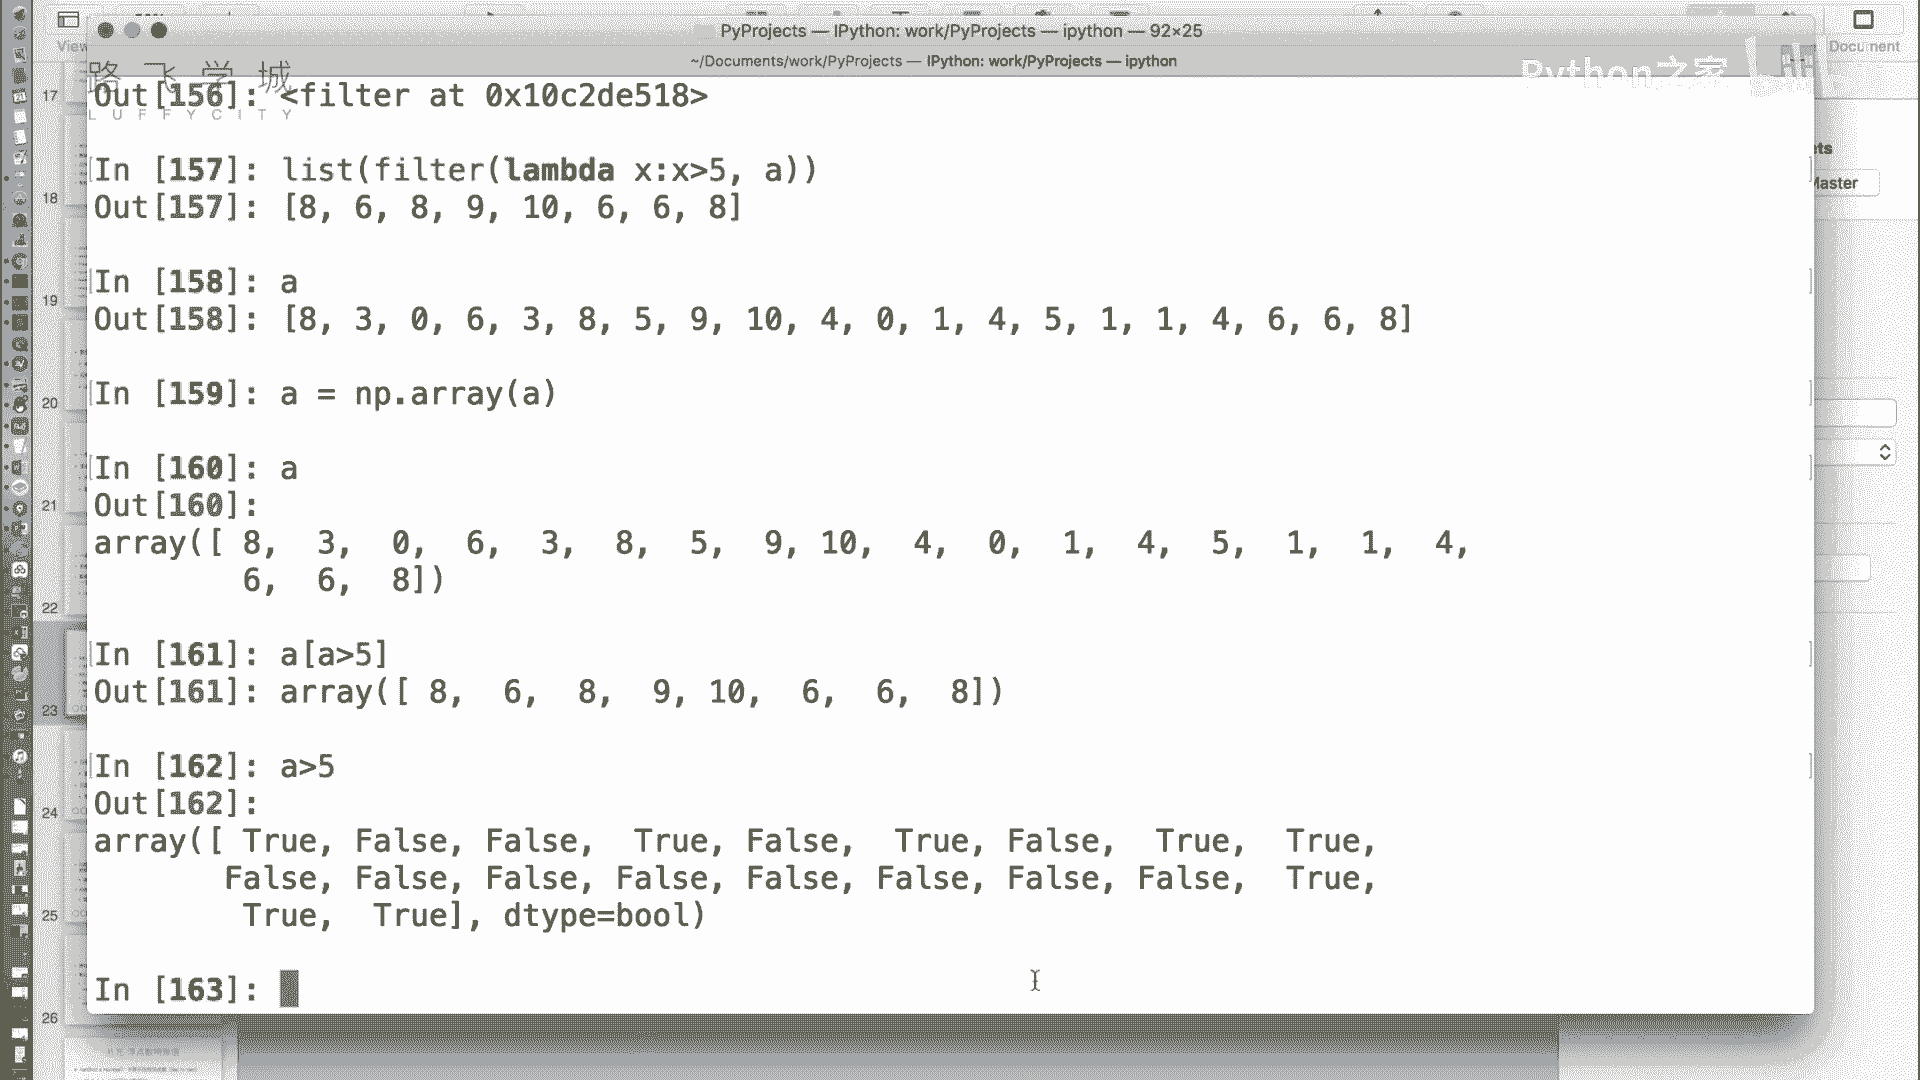 PyProjects — IPython: work/PyProjects — ipython — 92×25
~/Documents/work/PyProjects — IPython: work/PyProjects — ipython
View
Document
路飞学城
LUFFYCITY
Python之家
Out[156]: <filter at 0x10c2de518>
In [157]: list(filter(lambda x:x>5, a))
Out[157]: [8, 6, 8, 9, 10, 6, 6, 8]
In [158]: a
Out[158]: [8, 3, 0, 6, 3, 8, 5, 9, 10, 4, 0, 1, 4, 5, 1, 1, 4, 6, 6, 8]
In [159]: a = np.array(a)
In [160]: a
Out[160]:
array([ 8,  3,  0,  6,  3,  8,  5,  9, 10,  4,  0,  1,  4,  5,  1,  1,  4,
        6,  6,  8])
In [161]: a[a>5]
Out[161]: array([ 8,  6,  8,  9, 10,  6,  6,  8])
In [162]: a>5
Out[162]:
array([ True, False, False,  True, False,  True, False,  True,  True,
       False, False, False, False, False, False, False, False,  True,
        True,  True], dtype=bool)
In [163]:
17
18
19
20
21
22
23
24
25
26
ets
Master